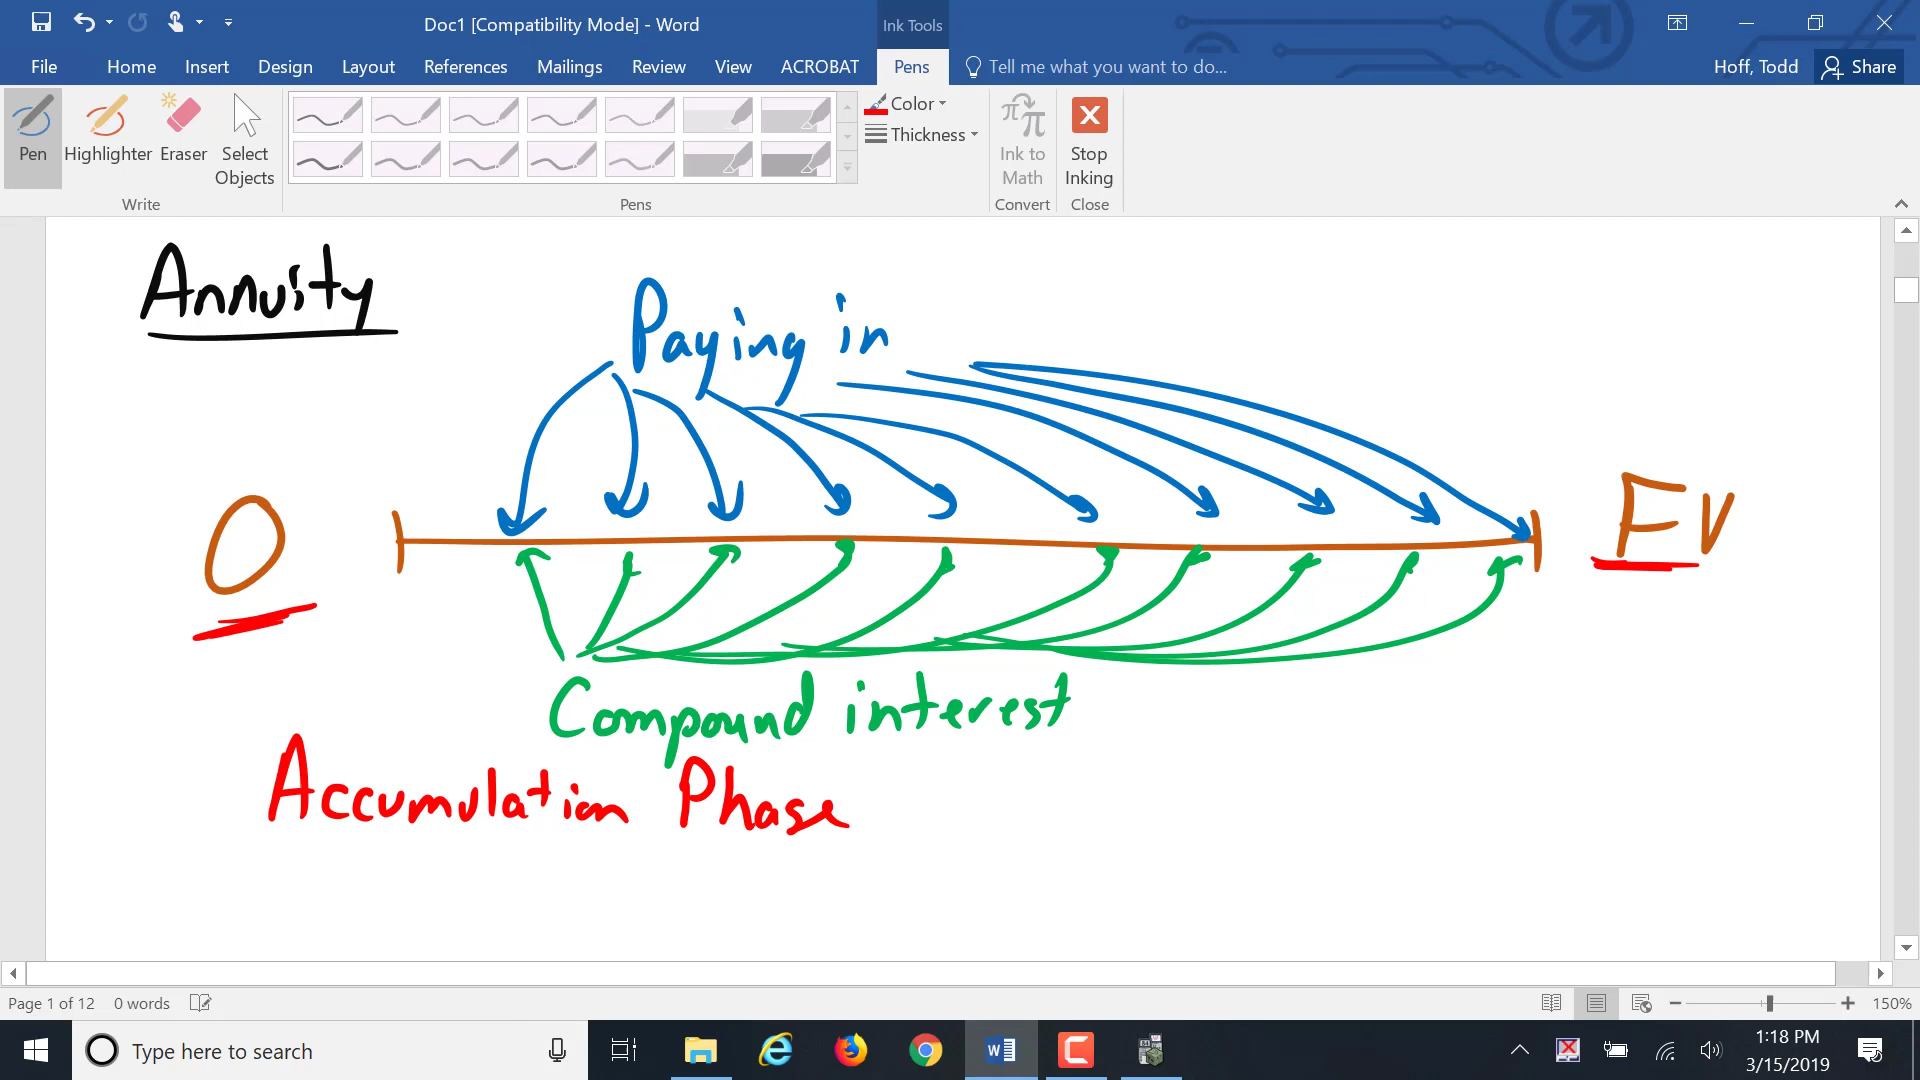 Doc1 [Compatibility Mode] - Word
Ink Tools
File Home Insert Design Layout References Mailings Review View ACROBAT Pens Tell me what you want to do... Hoff, Todd Share
Pen Highlighter Eraser Select Objects
Color
Thickness
Ink to Math
Stop Inking
Write Pens Convert Close
Annuity
Paying in
O FV
Compound interest
Accumulation Phase
Page 1 of 12 0 words 150%
Type here to search
1:18 PM
3/15/2019